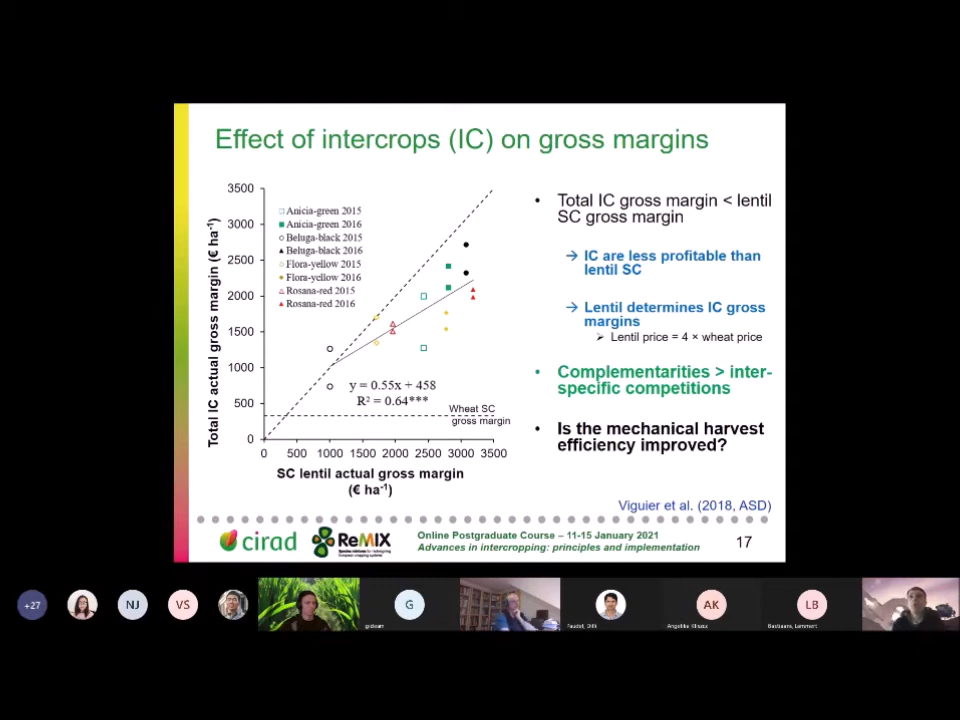 Effect of intercrops (IC) on gross margins
Total IC actual gross margin (€ ha-1)
3500
3000
2500
2000
1500
1000
500
0
Anicia-green 2015
Anicia-green 2016
Beluga-black 2015
Beluga-black 2016
Flora-yellow 2015
Flora-yellow 2016
Rosana-red 2015
Rosana-red 2016
y = 0.55x + 458
R² = 0.64***
Wheat SC
gross margin
0 500 1000 1500 2000 2500 3000 3500
SC lentil actual gross margin
(€ ha-1)
• Total IC gross margin < lentil
SC gross margin
→ IC are less profitable than
lentil SC
→ Lentil determines IC gross
margins
➢ Lentil price = 4 × wheat price
• Complementarities > inter-
specific competitions
• Is the mechanical harvest
efficiency improved?
Viguier et al. (2018, ASD)
cirad
ReMIX
Online Postgraduate Course – 11-15 January 2021
Advances in intercropping: principles and implementation
17
+27
NJ
VS
G
AK
LB
Bastiaans, Lammert